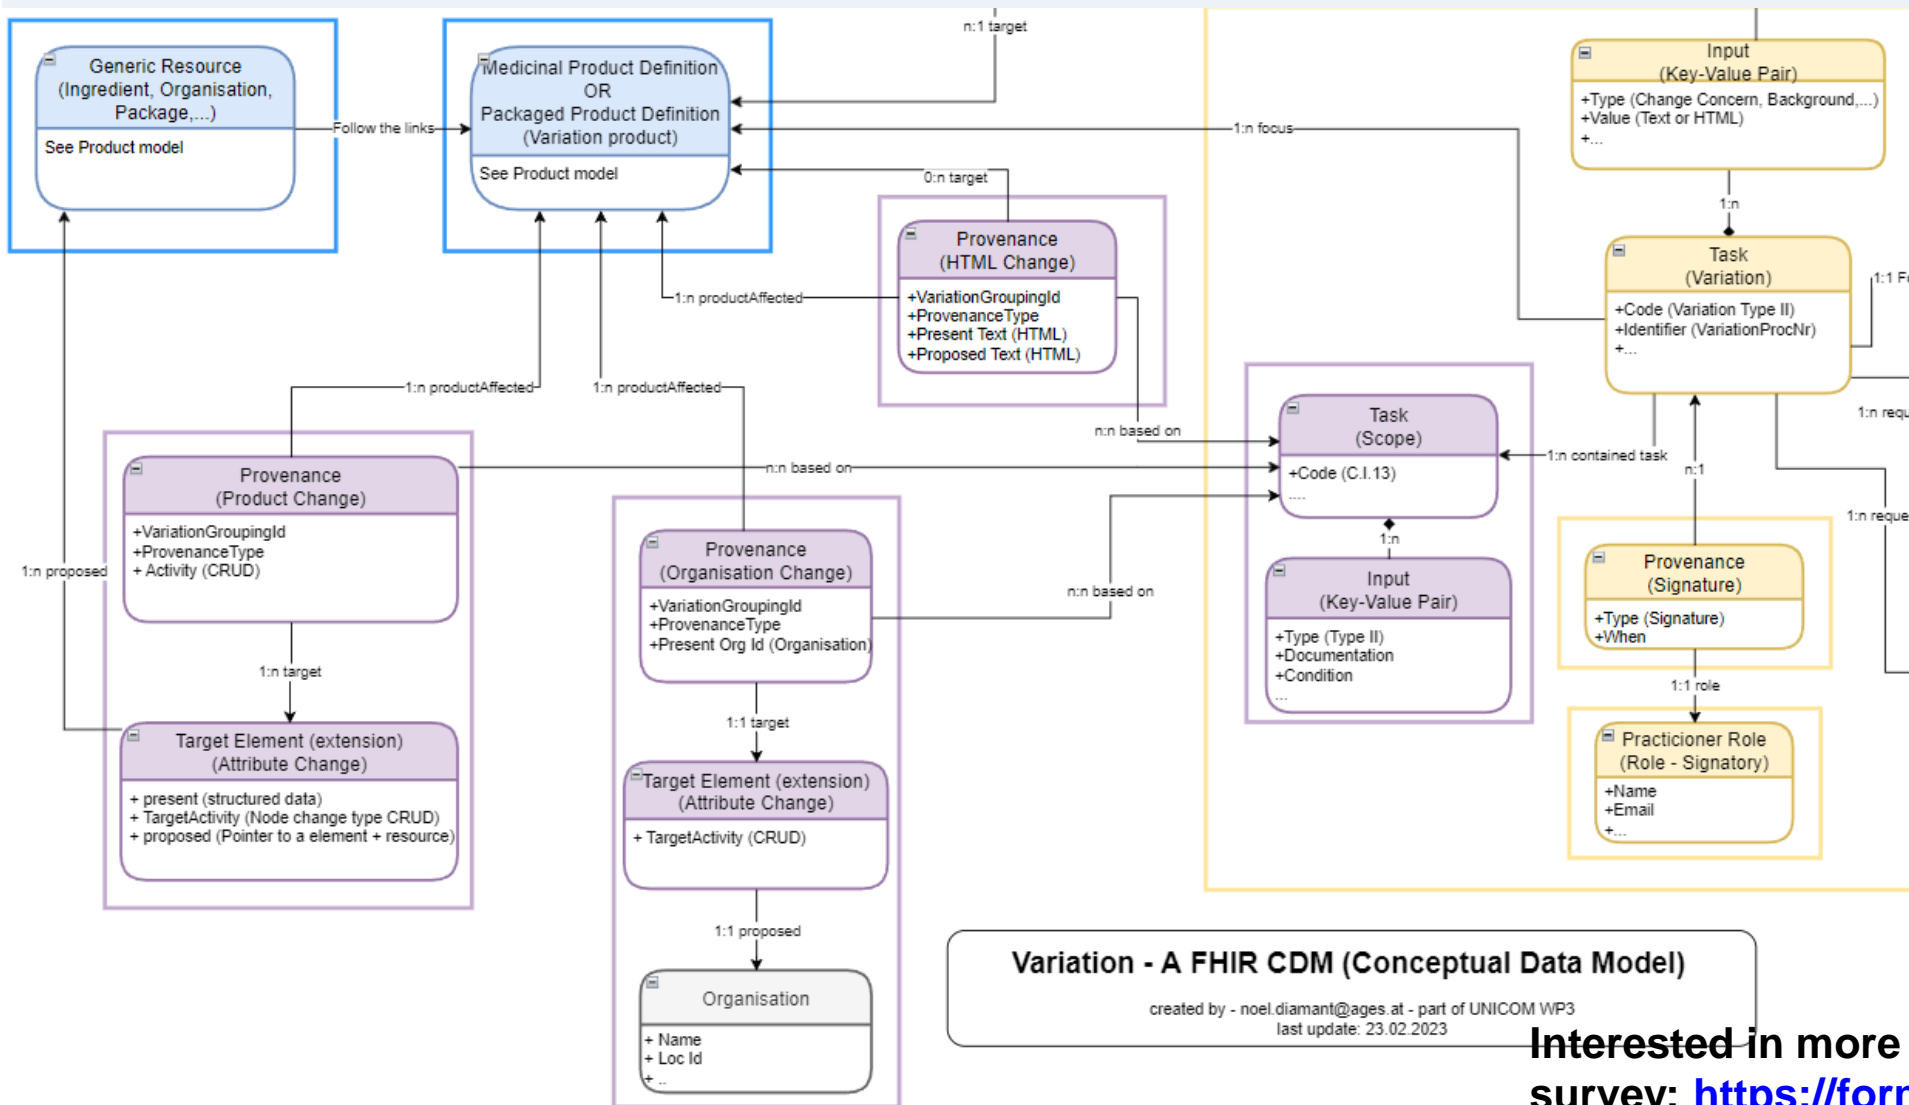 n:1 target
Generic Resource
(Ingredient, Organisation,
Package,...)
See Product model
Follow the links
Medicinal Product Definition
OR
Packaged Product Definition
(Variation product)
See Product model
1:n focus
0:n target
Input
(Key-Value Pair)
+Type (Change Concern, Background,...)
+Value (Text or HTML)
+...
1:n
Task
(Variation)
+Code (Variation Type II)
+Identifier (VariationProcNr)
+...
1:1
Provenance
(HTML Change)
+VariationGroupingId
+ProvenanceType
+Present Text (HTML)
+Proposed Text (HTML)
1:n productAffected
1:n productAffected
1:n productAffected
n:n based on
n:n based on
n:n based on
Task
(Scope)
+Code (C.I.13)
....
1:n contained task
n:1
1:n
1:n
1:n
Input
(Key-Value Pair)
+Type (Type II)
+Documentation
+Condition
...
Provenance
(Signature)
+Type (Signature)
+When
1:1 role
Practicioner Role
(Role - Signatory)
+Name
+Email
+...
Provenance
(Product Change)
+VariationGroupingId
+ProvenanceType
+ Activity (CRUD)
1:n proposed
1:n target
Target Element (extension)
(Attribute Change)
+ present (structured data)
+ TargetActivity (Node change type CRUD)
+ proposed (Pointer to a element + resource)
Provenance
(Organisation Change)
+VariationGroupingId
+ProvenanceType
+Present Org Id (Organisation)
1:1 target
Target Element (extension)
(Attribute Change)
+ TargetActivity (CRUD)
1:1 proposed
Organisation
+ Name
+ Loc Id
+ ..
Variation - A FHIR CDM (Conceptual Data Model)
created by - noel.diamant@ages.at - part of UNICOM WP3
last update: 23.02.2023
Interested in more
survey: https://forn